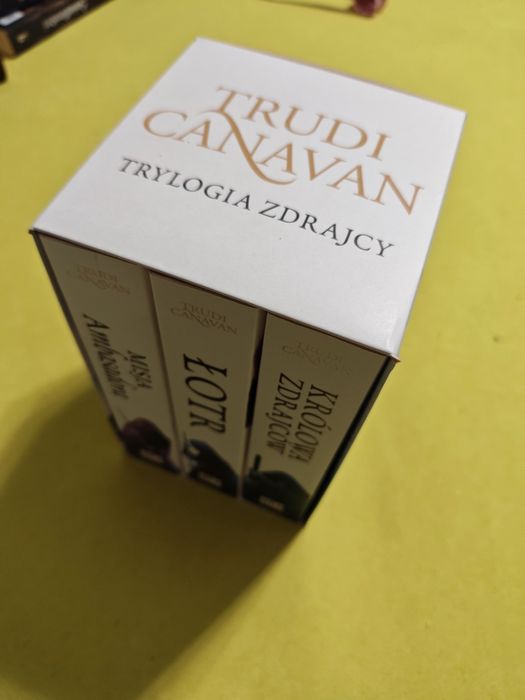 TRUDI
CANAVAN
TRYLOGIA ZDRAJCY
TRUDI
CANAVAN
MISJA
Ambasadora
TRUDI
CANAVAN
ŁOTR
TRUDI
CANAVAN
KRÓLOWA
ZDRAJCÓW